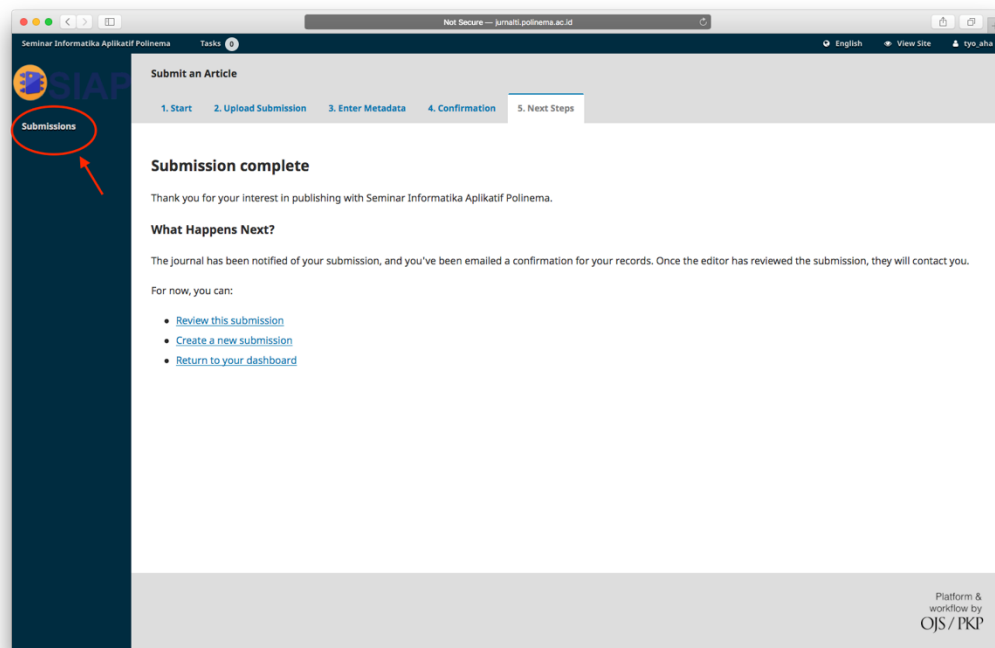 Not Secure — jurnalti.polinema.ac.id
Seminar Informatika Aplikatif Polinema Tasks 0 English View Site tyo_aha
SIAP
Submissions
Submit an Article
1. Start 2. Upload Submission 3. Enter Metadata 4. Confirmation 5. Next Steps
Submission complete
Thank you for your interest in publishing with Seminar Informatika Aplikatif Polinema.
What Happens Next?
The journal has been notified of your submission, and you've been emailed a confirmation for your records. Once the editor has reviewed the submission, they will contact you.
For now, you can:
• Review this submission
• Create a new submission
• Return to your dashboard
Platform &
workflow by
OJS / PKP